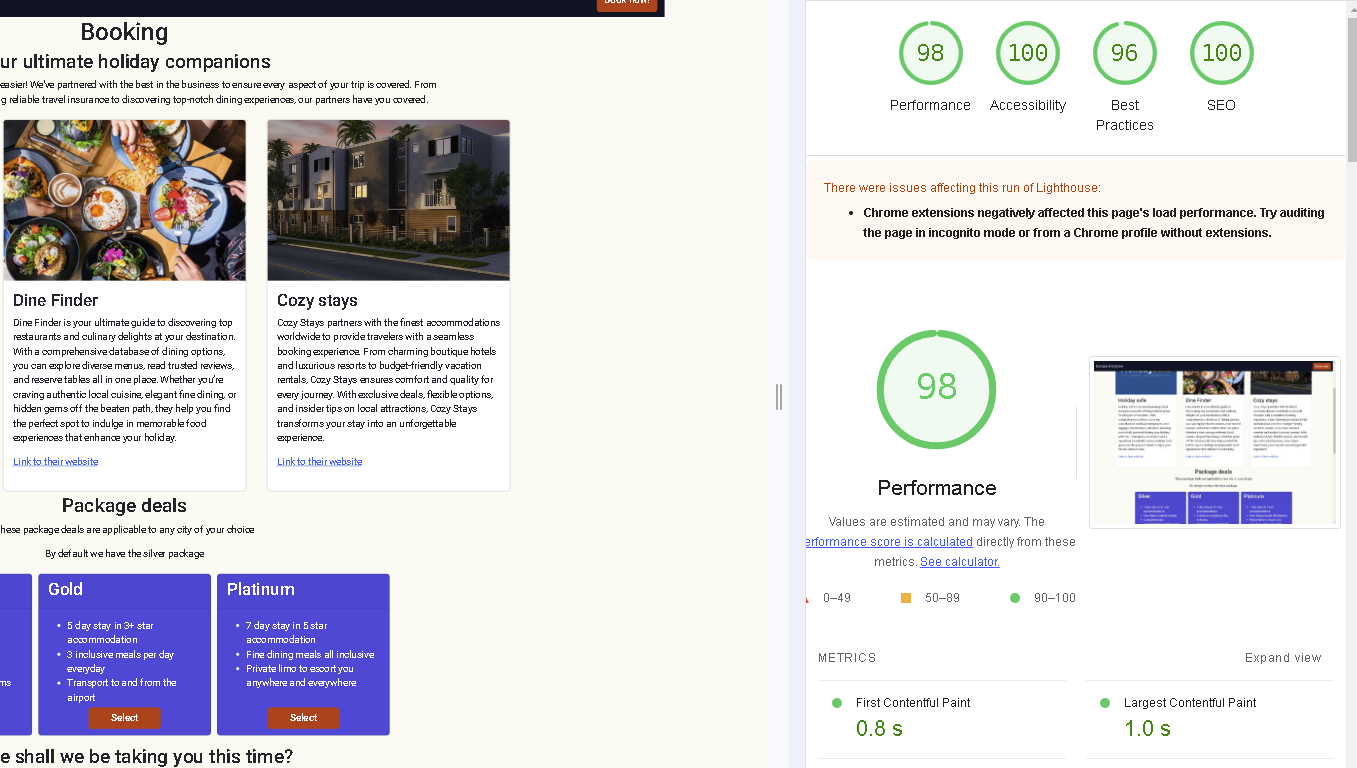 BOOK NOW!
Booking
ur ultimate holiday companions
easier! We've partnered with the best in the business to ensure every aspect of your trip is covered. From
g reliable travel insurance to discovering top-notch dining experiences, our partners have you covered.
Dine Finder
Dine Finder is your ultimate guide to discovering top
restaurants and culinary delights at your destination.
With a comprehensive database of dining options,
you can explore diverse menus, read trusted reviews,
and reserve tables all in one place. Whether you're
craving authentic local cuisine, elegant fine dining, or
hidden gems off the beaten path, they help you find
the perfect spot to indulge in memorable food
experiences that enhance your holiday.
Link to their website
Cozy stays
Cozy Stays partners with the finest accommodations
worldwide to provide travelers with a seamless
booking experience. From charming boutique hotels
and luxurious resorts to budget-friendly vacation
rentals, Cozy Stays ensures comfort and quality for
every journey. With exclusive deals, flexible options,
and insider tips on local attractions, Cozy Stays
transforms your stay into an unforgettable
experience.
Link to their website
Package deals
hese package deals are applicable to any city of your choice
By default we have the silver package
ms
Gold
5 day stay in 3+ star
accommodation
3 inclusive meals per day
everyday
Transport to and from the
airport
Select
Platinum
7 day stay in 5 star
accommodation
Fine dining meals all inclusive
Private limo to escort you
anywhere and everywhere
Select
e shall we be taking you this time?
98
Performance
100
Accessibility
96
Best
Practices
100
SEO
There were issues affecting this run of Lighthouse:
Chrome extensions negatively affected this page's load performance. Try auditing
the page in incognito mode or from a Chrome profile without extensions.
98
Performance
Values are estimated and may vary. The
erformance score is calculated directly from these
metrics. See calculator.
0–49
50–89
90–100
Holiday safe
Dine Finder
Cozy stays
Package deals
Silver
Gold
Platinum
METRICS
Expand view
First Contentful Paint
0.8 s
Largest Contentful Paint
1.0 s